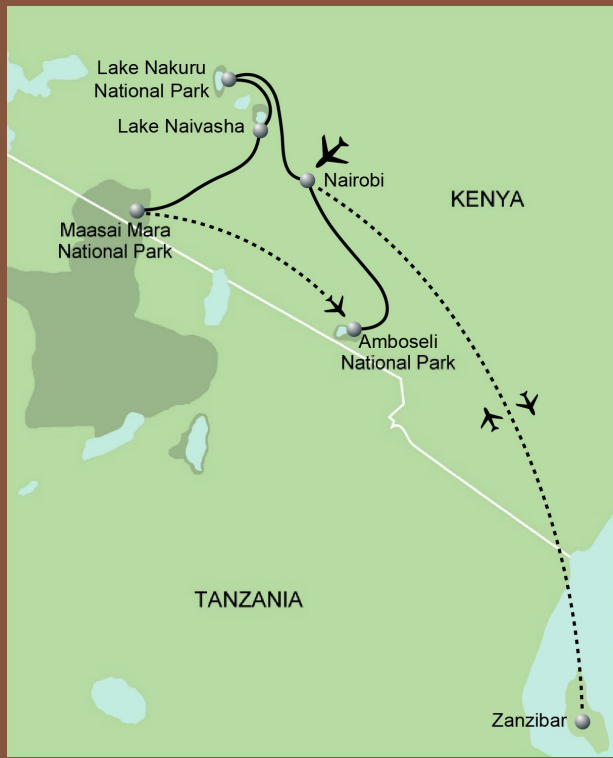 Lake Nakuru
National Park
Lake Naivasha
Nairobi
KENYA
Maasai Mara
National Park
Amboseli
National Park
TANZANIA
Zanzibar